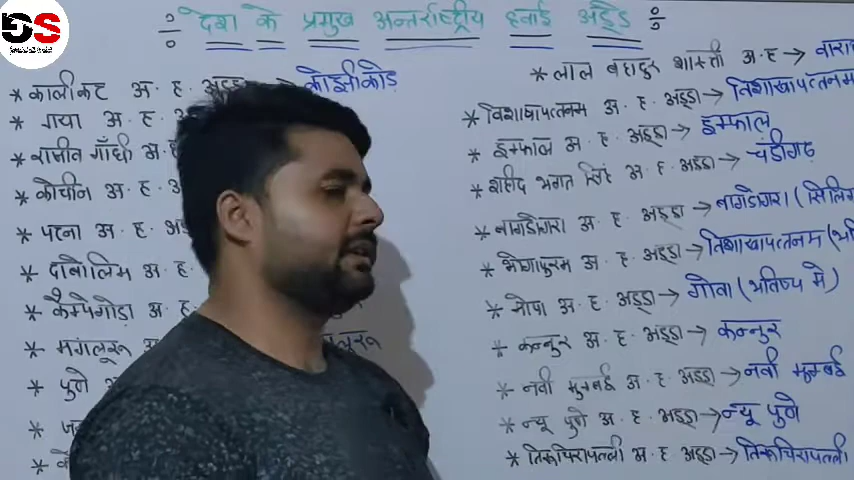 देश के प्रमुख अन्तर्राष्ट्रीय हवाई अड्डे
* कालीकट अ. ह. अड्डा → कोझीकोड़
* गया अ. ह.
* राजीव गाँधी अ. ह.
* कोचीन अ. ह.
* पटना अ. ह.
* दाबोलिम अ. ह.
* कैम्पेगोड़ा अ. ह.
* मंगलूरू
* पुणे
* लाल बहादुर शास्त्री अ. ह →
* विशाखापत्तनम अ. ह. अड्डा → विशाखापत्तनम
* इम्फाल अ. ह. अड्डा → इम्फाल
* शहीद भगत सिंह अ. ह. अड्डा → चंडीगढ़
* बागडोगरा अ. ह. अड्डा → बागडोगरा
* भोगापुरम अ. ह. अड्डा → विशाखापत्तनम
* मोपा अ. ह. अड्डा → गोवा (भविष्य में)
* कन्नुर अ. ह. अड्डा → कन्नुर
* नवी मुम्बई अ. ह. अड्डा → नवी मुम्बई
* न्यू पुणे अ. ह. अड्डा → न्यू पुणे
* तिरूचिरापल्ली अ. ह. अड्डा → तिरूचिरापल्ली